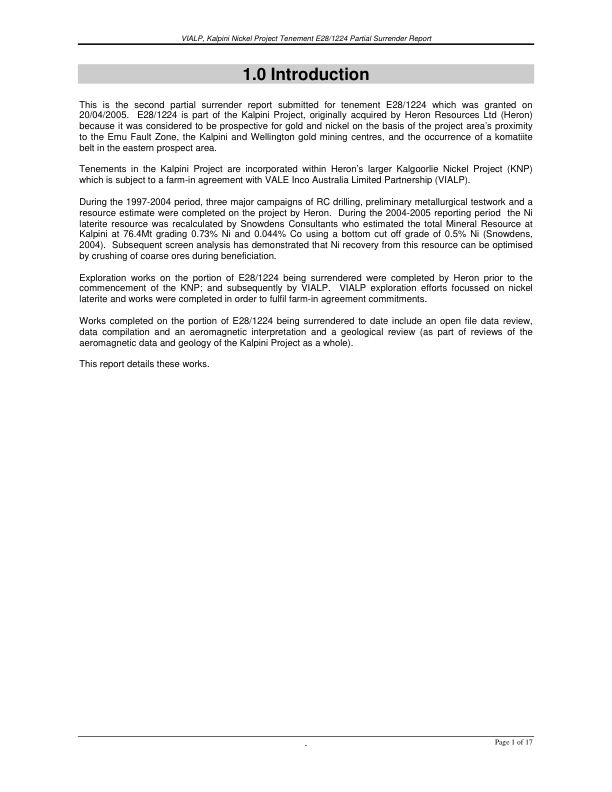 VIALP, Kalpini Nickel Project Tenement E28/1224 Partial Surrender Report
1.0 Introduction
This is the second partial surrender report submitted for tenement E28/1224 which was granted on
20/04/2005. E28/1224 is part of the Kalpini Project, originally acquired by Heron Resources Ltd (Heron)
because it was considered to be prospective for gold and nickel on the basis of the project area's proximity
to the Emu Fault Zone, the Kalpini and Wellington gold mining centres, and the occurrence of a komatiite
belt in the eastern prospect area.
Tenements in the Kalpini Project are incorporated within Heron's larger Kalgoorlie Nickel Project (KNP)
which is subject to a farm-in agreement with VALE Inco Australia Limited Partnership (VIALP).
During the 1997-2004 period, three major campaigns of RC drilling, preliminary metallurgical testwork and a
resource estimate were completed on the project by Heron. During the 2004-2005 reporting period the Ni
laterite resource was recalculated by Snowdens Consultants who estimated the total Mineral Resource at
Kalpini at 76.4Mt grading 0.73% Ni and 0.044% Co using a bottom cut off grade of 0.5% Ni (Snowdens,
2004). Subsequent screen analysis has demonstrated that Ni recovery from this resource can be optimised
by crushing of coarse ores during beneficiation.
Exploration works on the portion of E28/1224 being surrendered were completed by Heron prior to the
commencement of the KNP; and subsequently by VIALP. VIALP exploration efforts focussed on nickel
laterite and works were completed in order to fulfil farm-in agreement commitments.
Works completed on the portion of E28/1224 being surrendered to date include an open file data review,
data compilation and an aeromagnetic interpretation and a geological review (as part of reviews of the
aeromagnetic data and geology of the Kalpini Project as a whole).
This report details these works.
-
Page 1 of 17